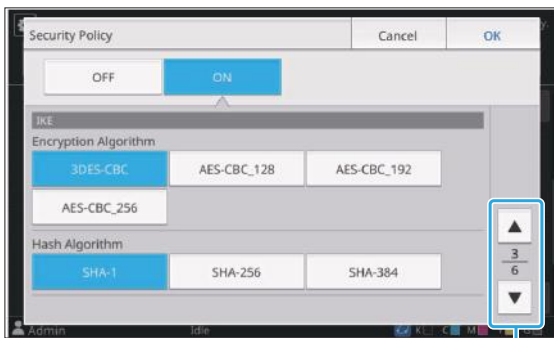 Security Policy Cancel OK
OFF ON
IKE
Encryption Algorithm
3DES-CBC AES-CBC_128 AES-CBC_192
AES-CBC_256
Hash Algorithm
3
6
SHA-1 SHA-256 SHA-384
Admin Idle K C M